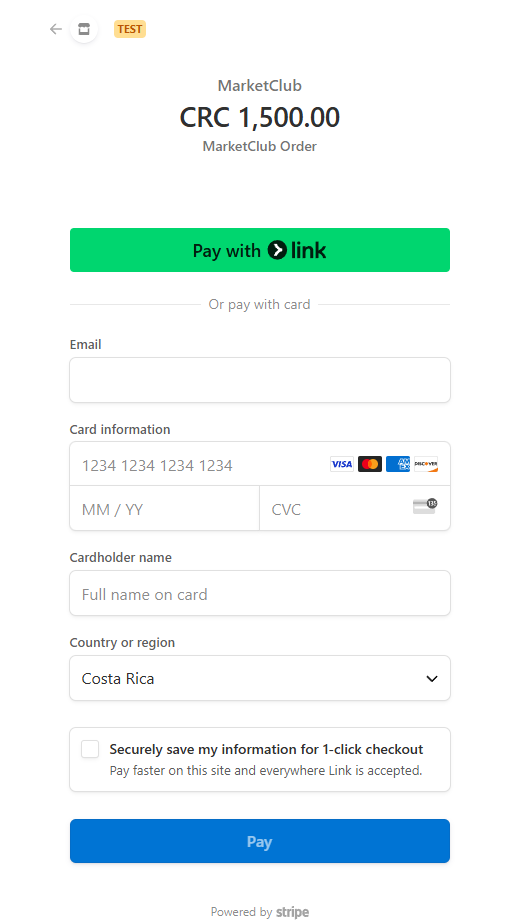 TEST
MarketClub
CRC 1,500.00
MarketClub Order
Pay with link
Or pay with card
Email
Card information
1234 1234 1234 1234 VISA DISCOVER
MM / YY CVC
Cardholder name
Full name on card
Country or region
Costa Rica
Securely save my information for 1-click checkout
Pay faster on this site and everywhere Link is accepted.
Pay
Powered by stripe